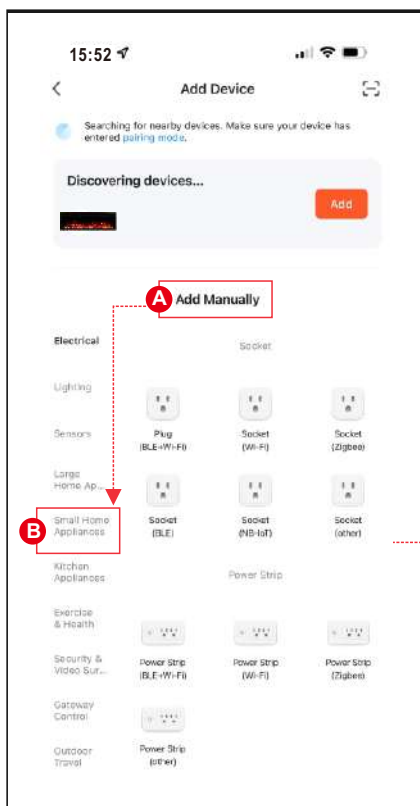 15:52
Add Device
Searching for nearby devices. Make sure your device has
entered pairing mode.
Discovering devices...
Add
A
Add Manually
Electrical
Socket
Lighting
Sensors
Plug
(BLE+Wi-Fi)
Socket
(Wi-Fi)
Socket
(Zigbee)
Large
Home Ap...
B
Small Home
Appliances
Socket
(BLE)
Socket
(NB-IoT)
Socket
(other)
Kitchen
Appliances
Power Strip
Exercise
& Health
Security &
Video Sur...
Power Strip
(BLE+Wi-Fi)
Power Strip
(Wi-Fi)
Power Strip
(Zigbee)
Gateway
Control
Outdoor
Travel
Power Strip
(other)